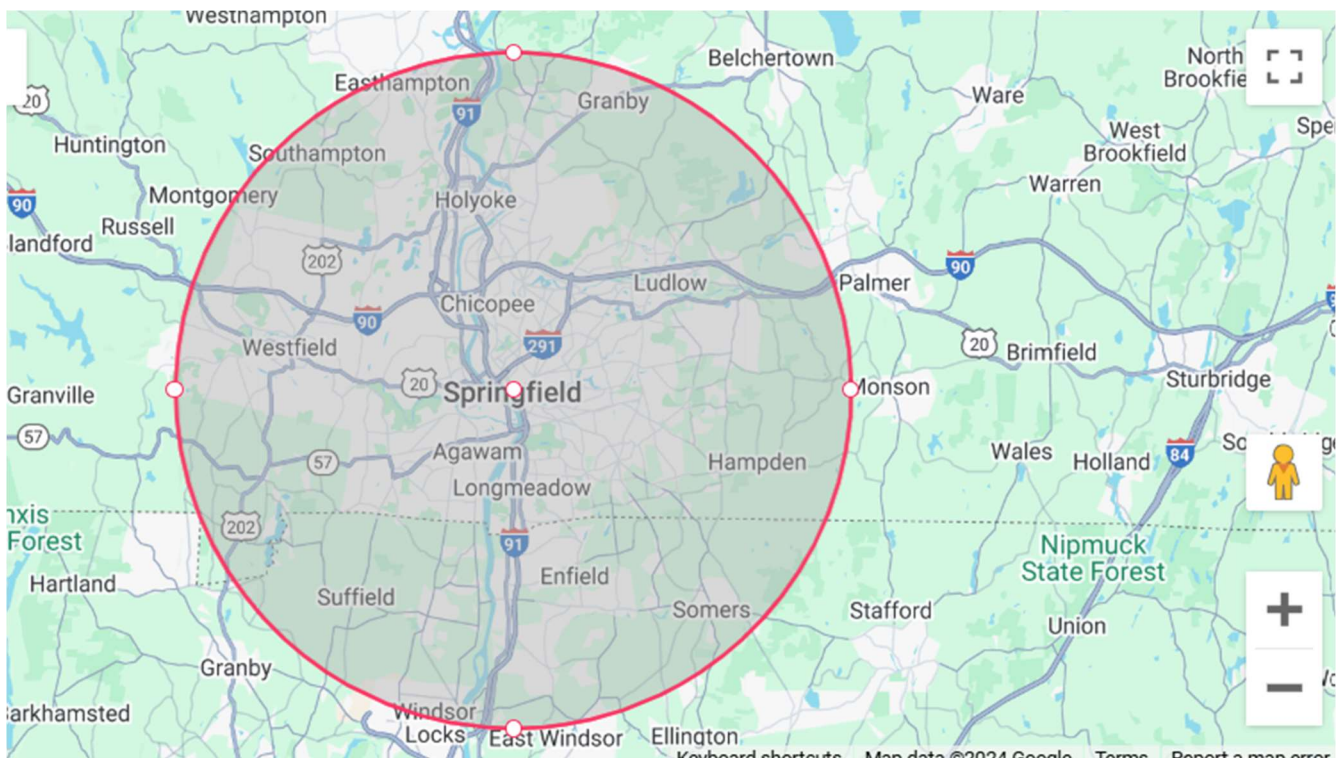 Westhampton
Belchertown
North
Brookfie
Easthampton
Granby
Ware
20
91
West
Brookfield
Spe
Huntington
Southampton
Warren
Montgomery
Holyoke
90
Russell
landford
202
90
Ludlow
Palmer
Chicopee
90
291
20
Westfield
Brimfield
20
Springfield
Sturbridge
Granville
Monson
57
Agawam
Wales
Holland
84
57
Hampden
Longmeadow
nxis
Forest
202
91
Nipmuck
State Forest
Hartland
Enfield
Suffield
Somers
Stafford
Union
Granby
arkhamsted
Windsor
Locks
East Windsor
Ellington
Keyboard shortcuts
Map data ©2024 Google
Terms
Report a map error